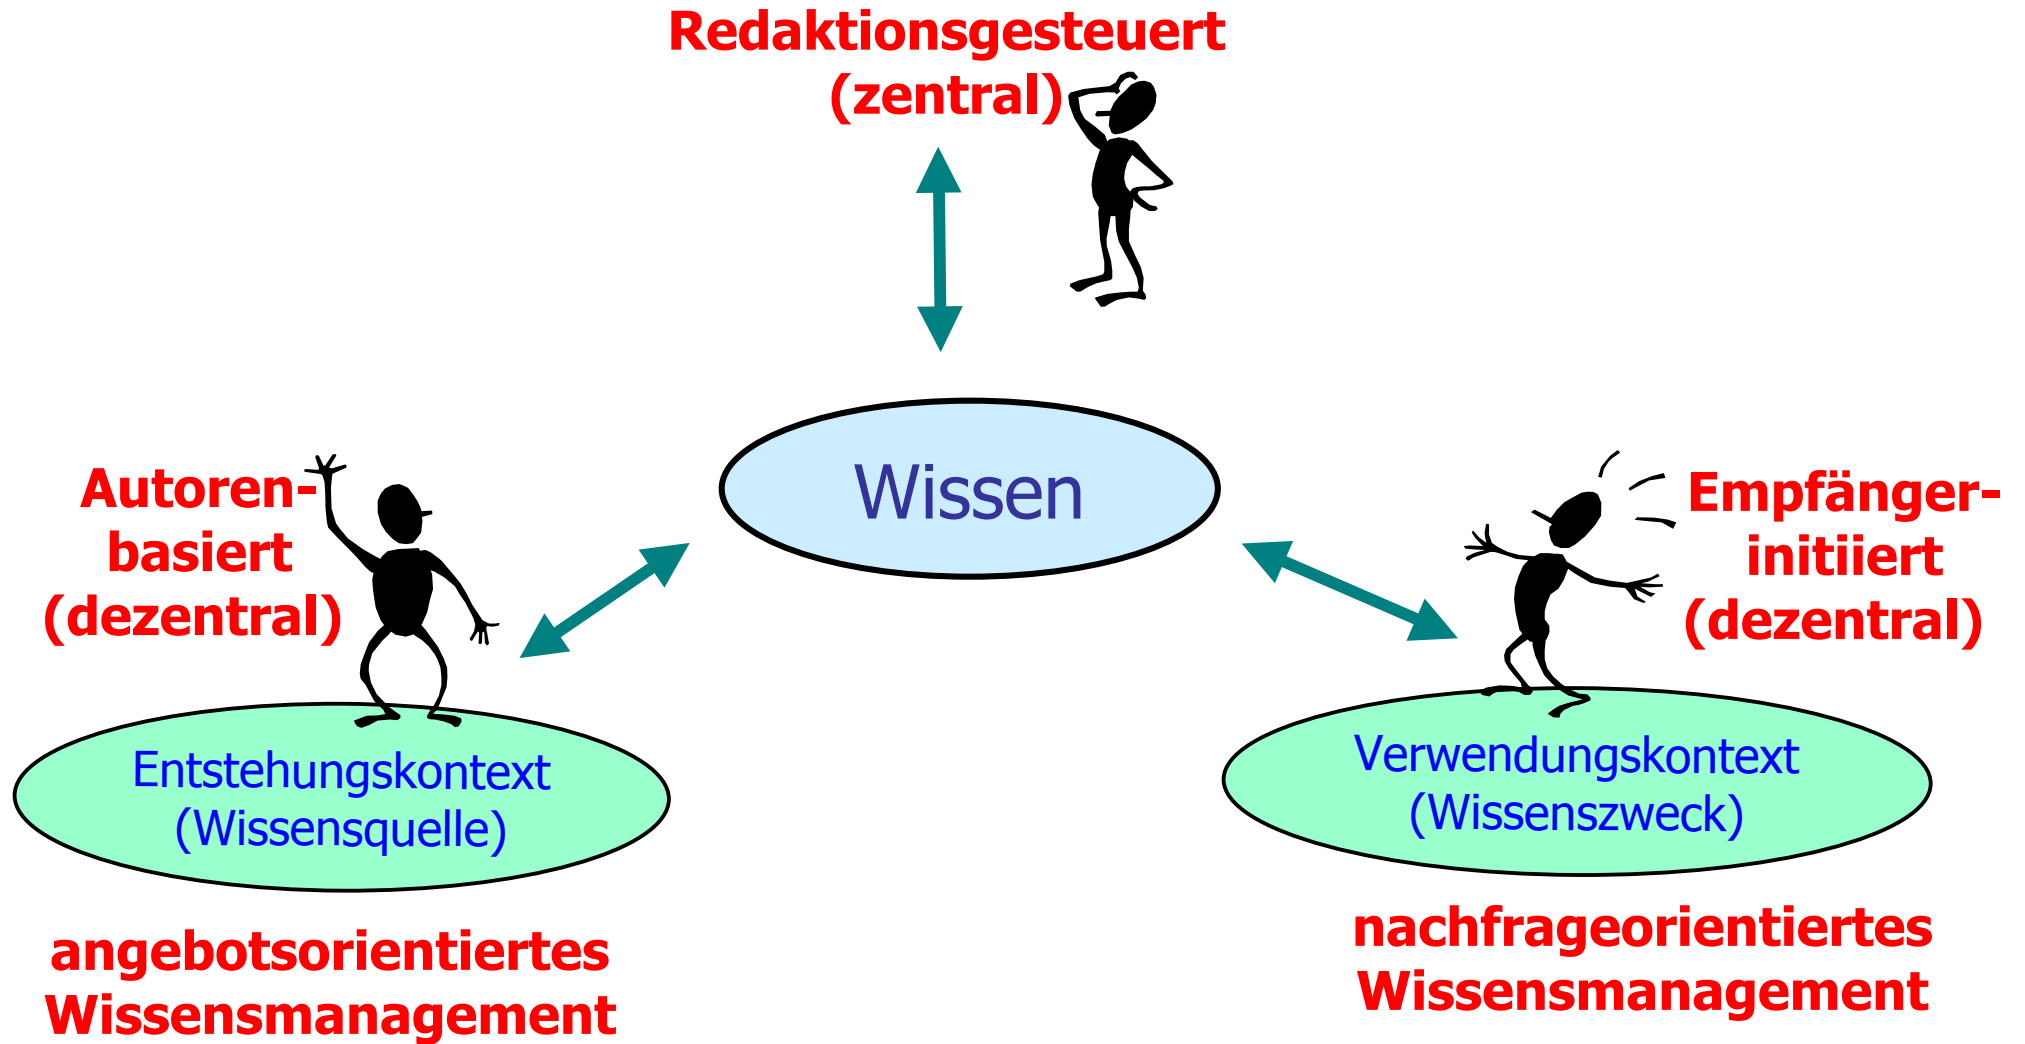 Redaktionsgesteuert
(zentral)
Wissen
Autoren-
basiert
(dezentral)
Empfänger-
initiiert
(dezentral)
Entstehungskontext
(Wissensquelle)
Verwendungskontext
(Wissenszweck)
angebotsorientiertes
Wissensmanagement
nachfrageorientiertes
Wissensmanagement